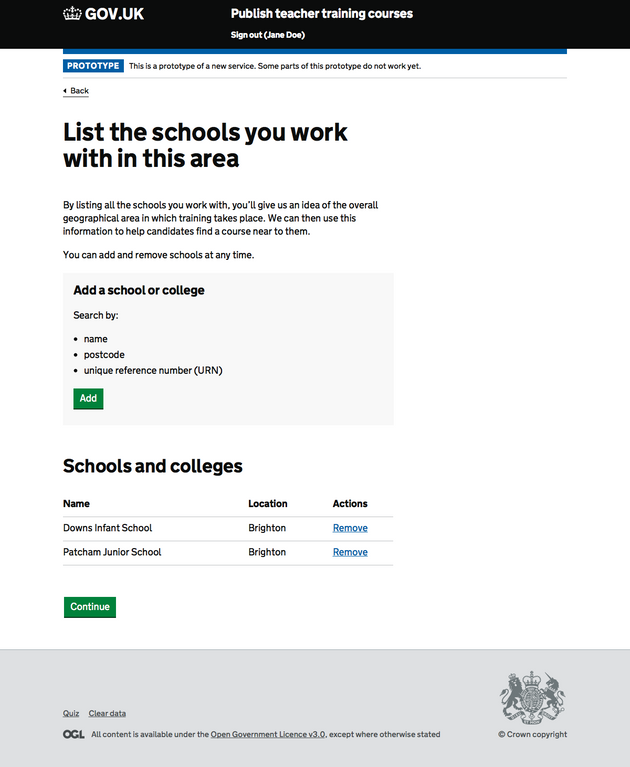 GOV.UK
Publish teacher training courses
Sign out (Jane Doe)
PROTOTYPE This is a prototype of a new service. Some parts of this prototype do not work yet.
Back
List the schools you work
with in this area
By listing all the schools you work with, you’ll give us an idea of the overall
geographical area in which training takes place. We can then use this
information to help candidates find a course near to them.
You can add and remove schools at any time.
Add a school or college
Search by:
• name
• postcode
• unique reference number (URN)
Add
Schools and colleges
Name Location Actions
Downs Infant School Brighton Remove
Patcham Junior School Brighton Remove
Continue
Quiz Clear data
OGL All content is available under the Open Government Licence v3.0, except where otherwise stated
© Crown copyright